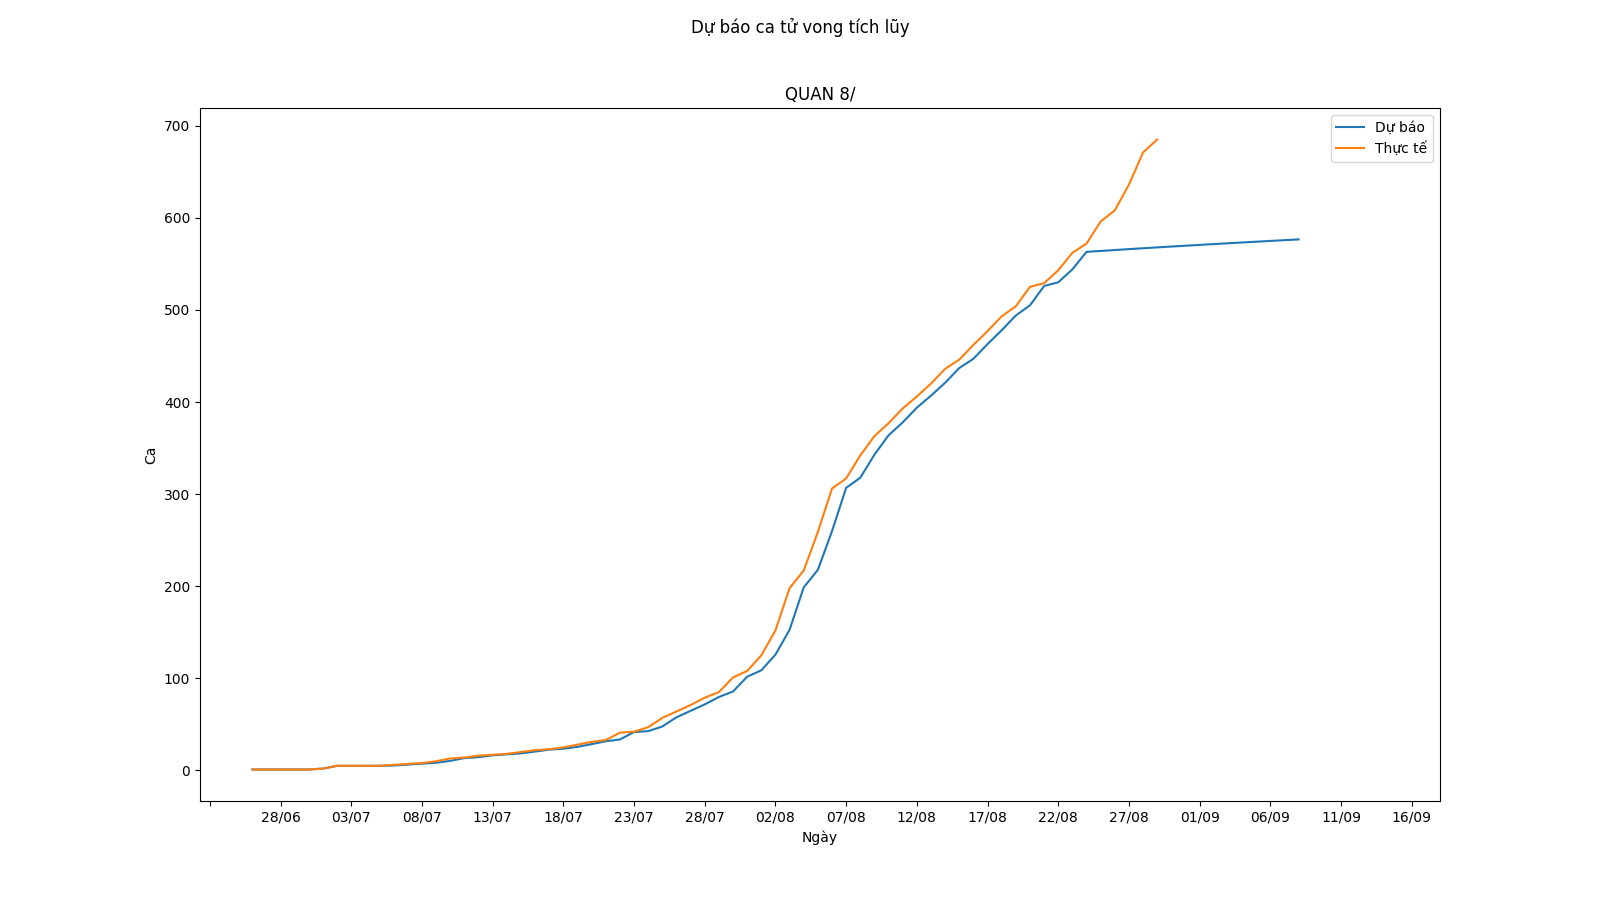 Dự báo ca tử vong tích lũy
QUAN 8/
Dự báo
Thực tế
700
600
500
400
300
200
100
0
Ca
28/06 03/07 08/07 13/07 18/07 23/07 28/07 02/08 07/08 12/08 17/08 22/08 27/08 01/09 06/09 11/09 16/09
Ngày